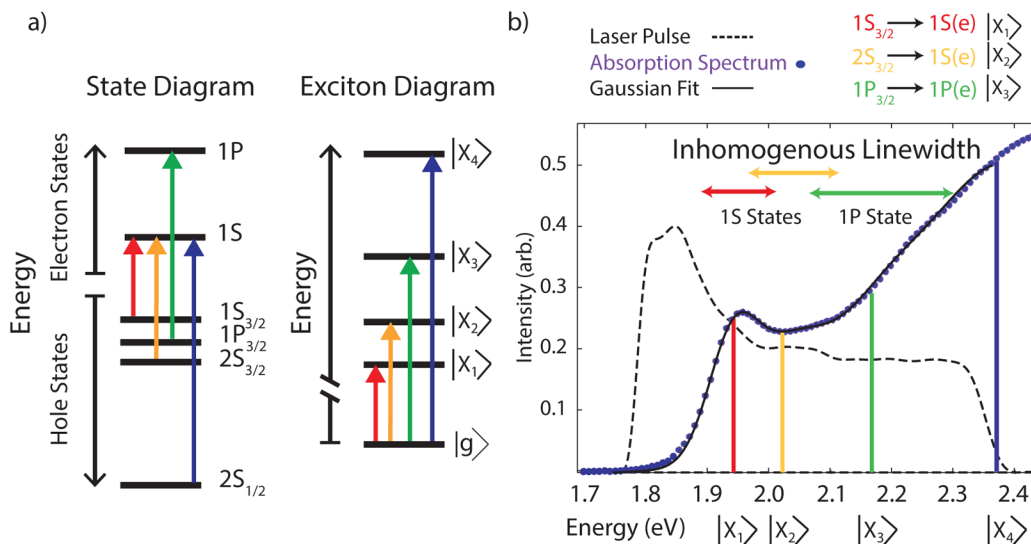 a)
State Diagram
Exciton Diagram
Energy
Electron States
Hole States
1P
1S
1S3/2
1P3/2
2S3/2
2S1/2
Energy
|X4⟩
|X3⟩
|X2⟩
|X1⟩
|g⟩
b)
Laser Pulse
Absorption Spectrum
Gaussian Fit
1S3/2 → 1S(e) |X1⟩
2S3/2 → 1S(e) |X2⟩
1P3/2 → 1P(e) |X3⟩
Inhomogenous Linewidth
1S States
1P State
Intensity (arb.)
0.5
0.4
0.3
0.2
0.1
1.7 1.8 1.9 2.0 2.1 2.2 2.3 2.4
Energy (eV) |X1⟩ |X2⟩ |X3⟩ |X4⟩